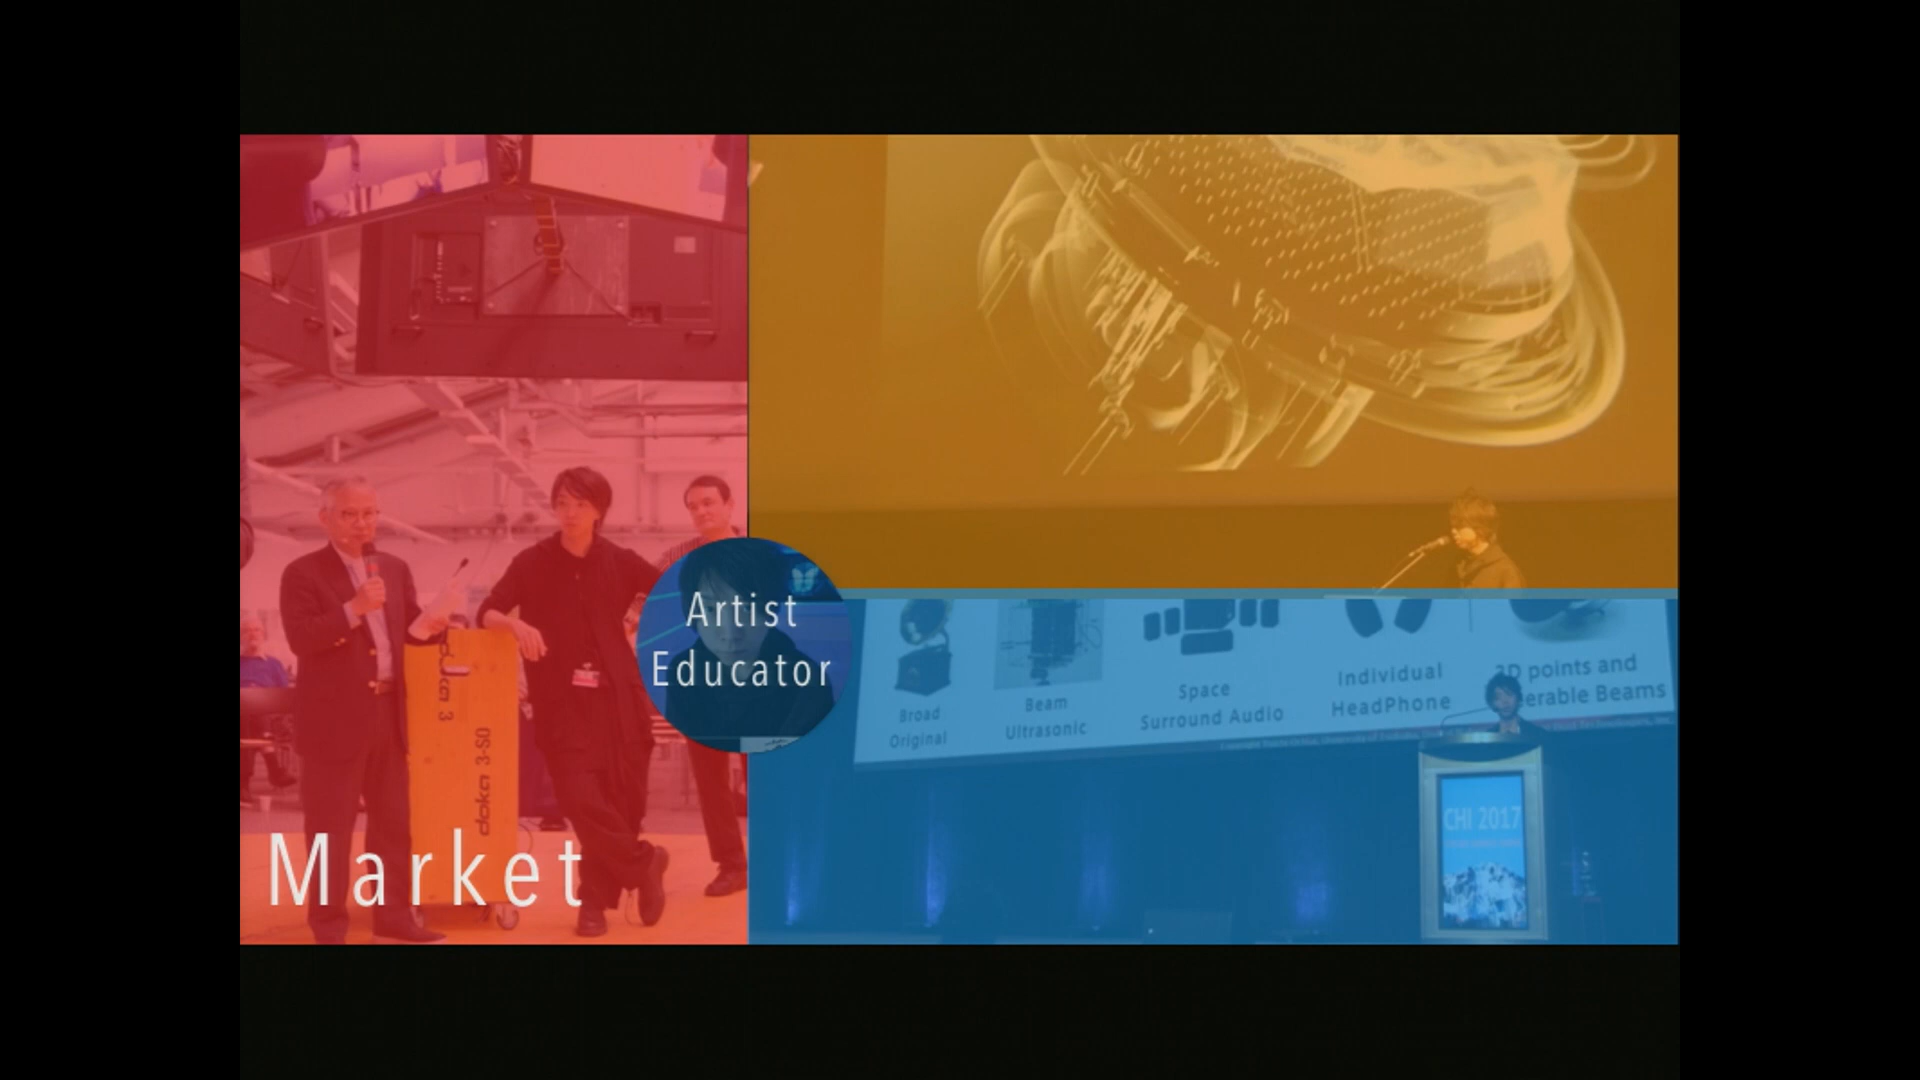 Artist
Educator
Market
doka 3
doka 3-SO
Broad
Original
Beam
Ultrasonic
Space
Surround Audio
Individual
HeadPhone
3D points and
erable Beams
CHI 2017